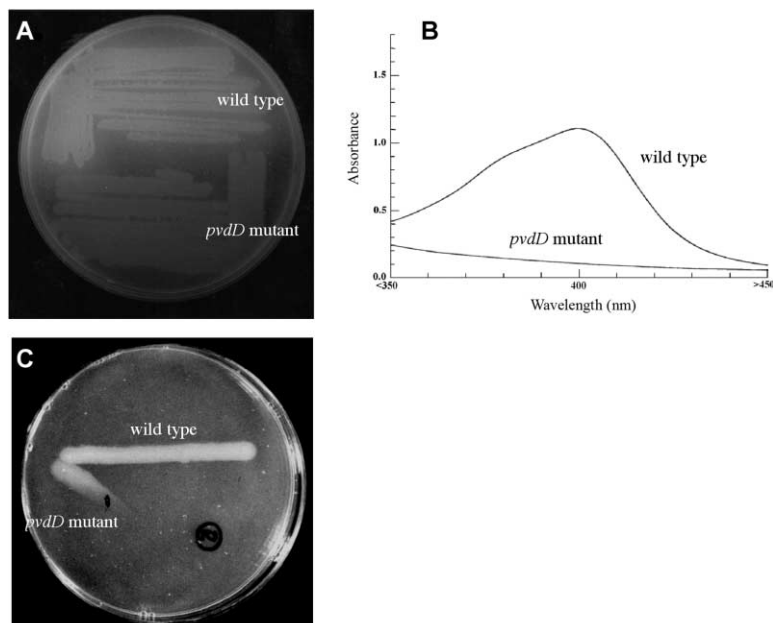 A
wild type
pvdD mutant
B
1.5
1.0
0.5
0.0
Absorbance
wild type
pvdD mutant
<350
400
>450
Wavelength (nm)
C
wild type
pvdD mutant